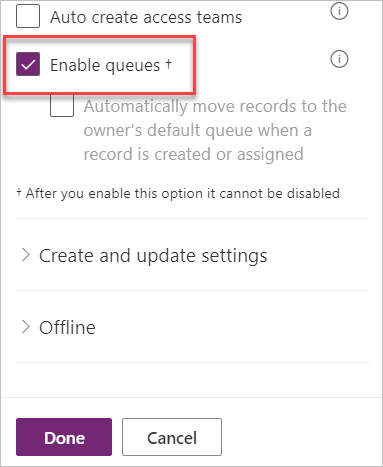 Auto create access teams
Enable queues †
Automatically move records to the
owner's default queue when a
record is created or assigned
† After you enable this option it cannot be disabled
Create and update settings
Offline
Done Cancel